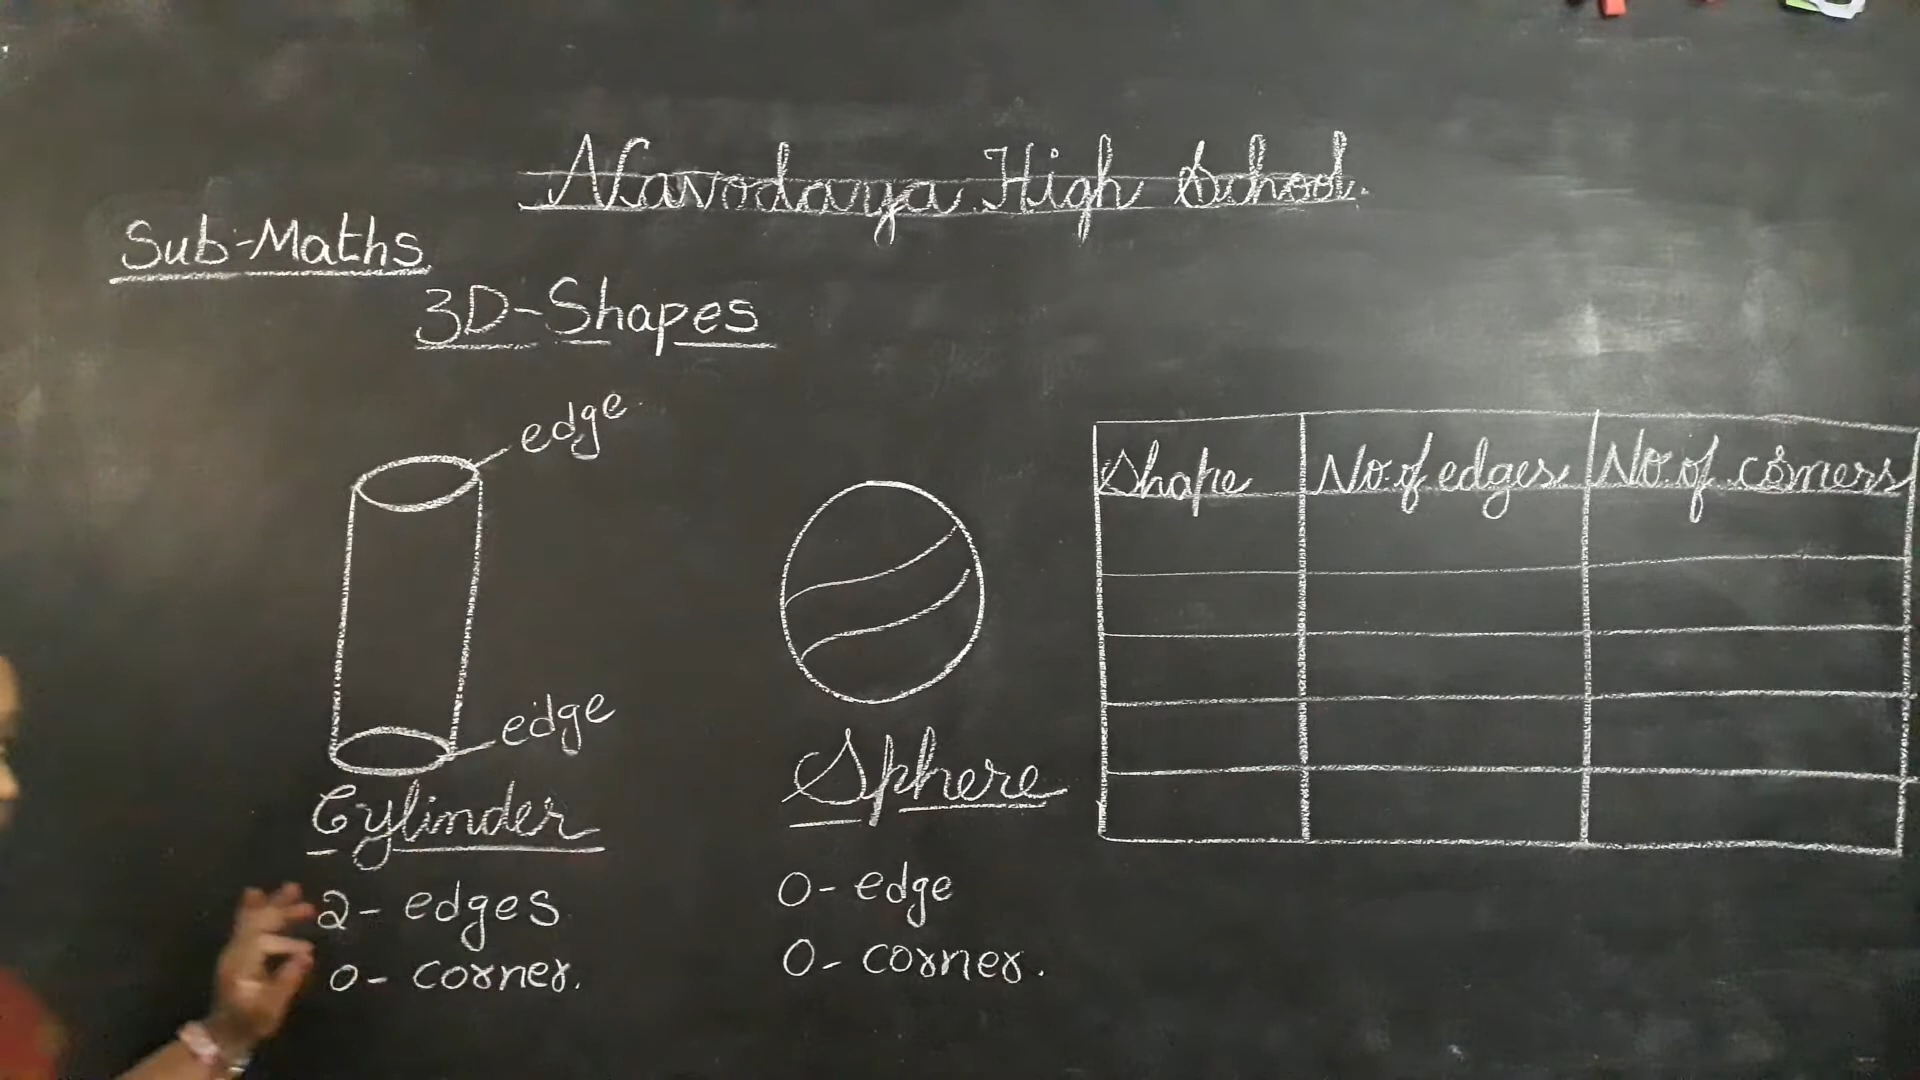 Navodaya High School.
Sub-Maths
3D-Shapes
edge
edge
Cylinder
2- edges
0- corner.
Sphere
0- edge
0- corner.
Shape No. of edges No. of corners